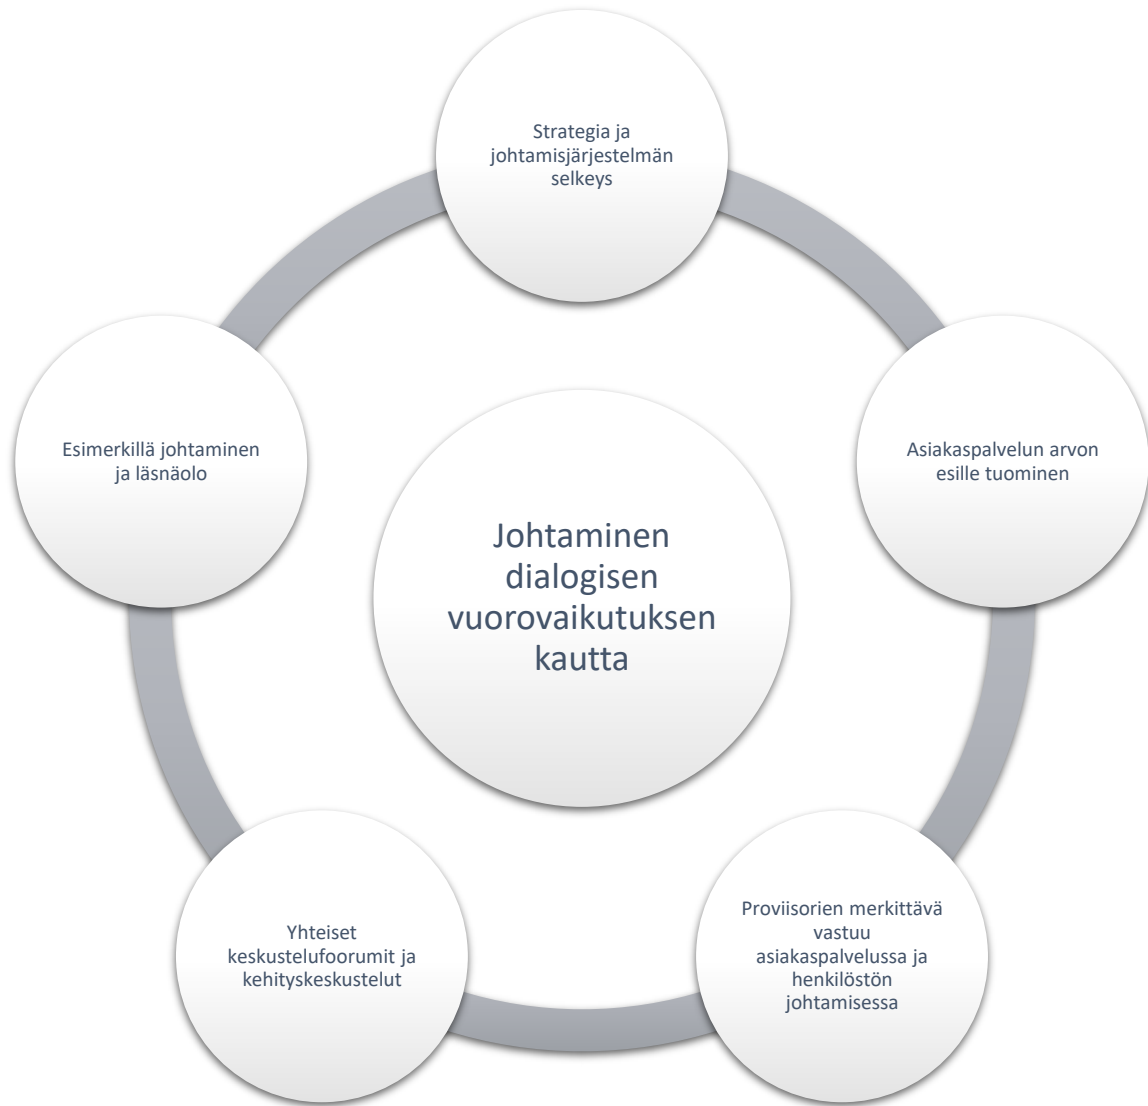 Strategia ja
johtamisjärjestelmän
selkeys
Asiakaspalvelun arvon
esille tuominen
Proviisorien merkittävä
vastuu
asiakaspalvelussa ja
henkilöstön
johtamisessa
Yhteiset
keskustelufoorumit ja
kehityskeskustelut
Esimerkillä johtaminen
ja läsnäolo
Johtaminen
dialogisen
vuorovaikutuksen
kautta